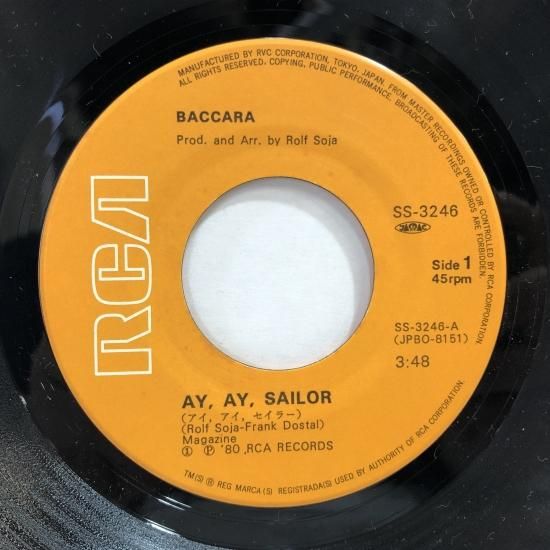 MANUFACTURED BY RVC CORPORATION, TOKYO, JAPAN. FROM MASTER RECORDINGS OWNED OR CONTROLLED BY RCA CORPORATION.
ALL RIGHTS RESERVED. COPYING, PUBLIC PERFORMANCE, BROADCASTING OF THESE RECORDS ARE FORBIDDEN.
BACCARA
Prod. and Arr. by Rolf Soja
RCA
SS-3246
JASRAC
Side 1
45rpm
SS-3246-A
(JPBO-8151)
3:48
AY, AY, SAILOR
(アイ, アイ, セイラー)
(Rolf Soja-Frank Dostal)
Magazine
Ⓢ Ⓟ '80 ,RCA RECORDS
TM(S) ® REG MARCA(S) REGISTRADA(S) USED BY AUTHORITY OF RCA CORPORATION.